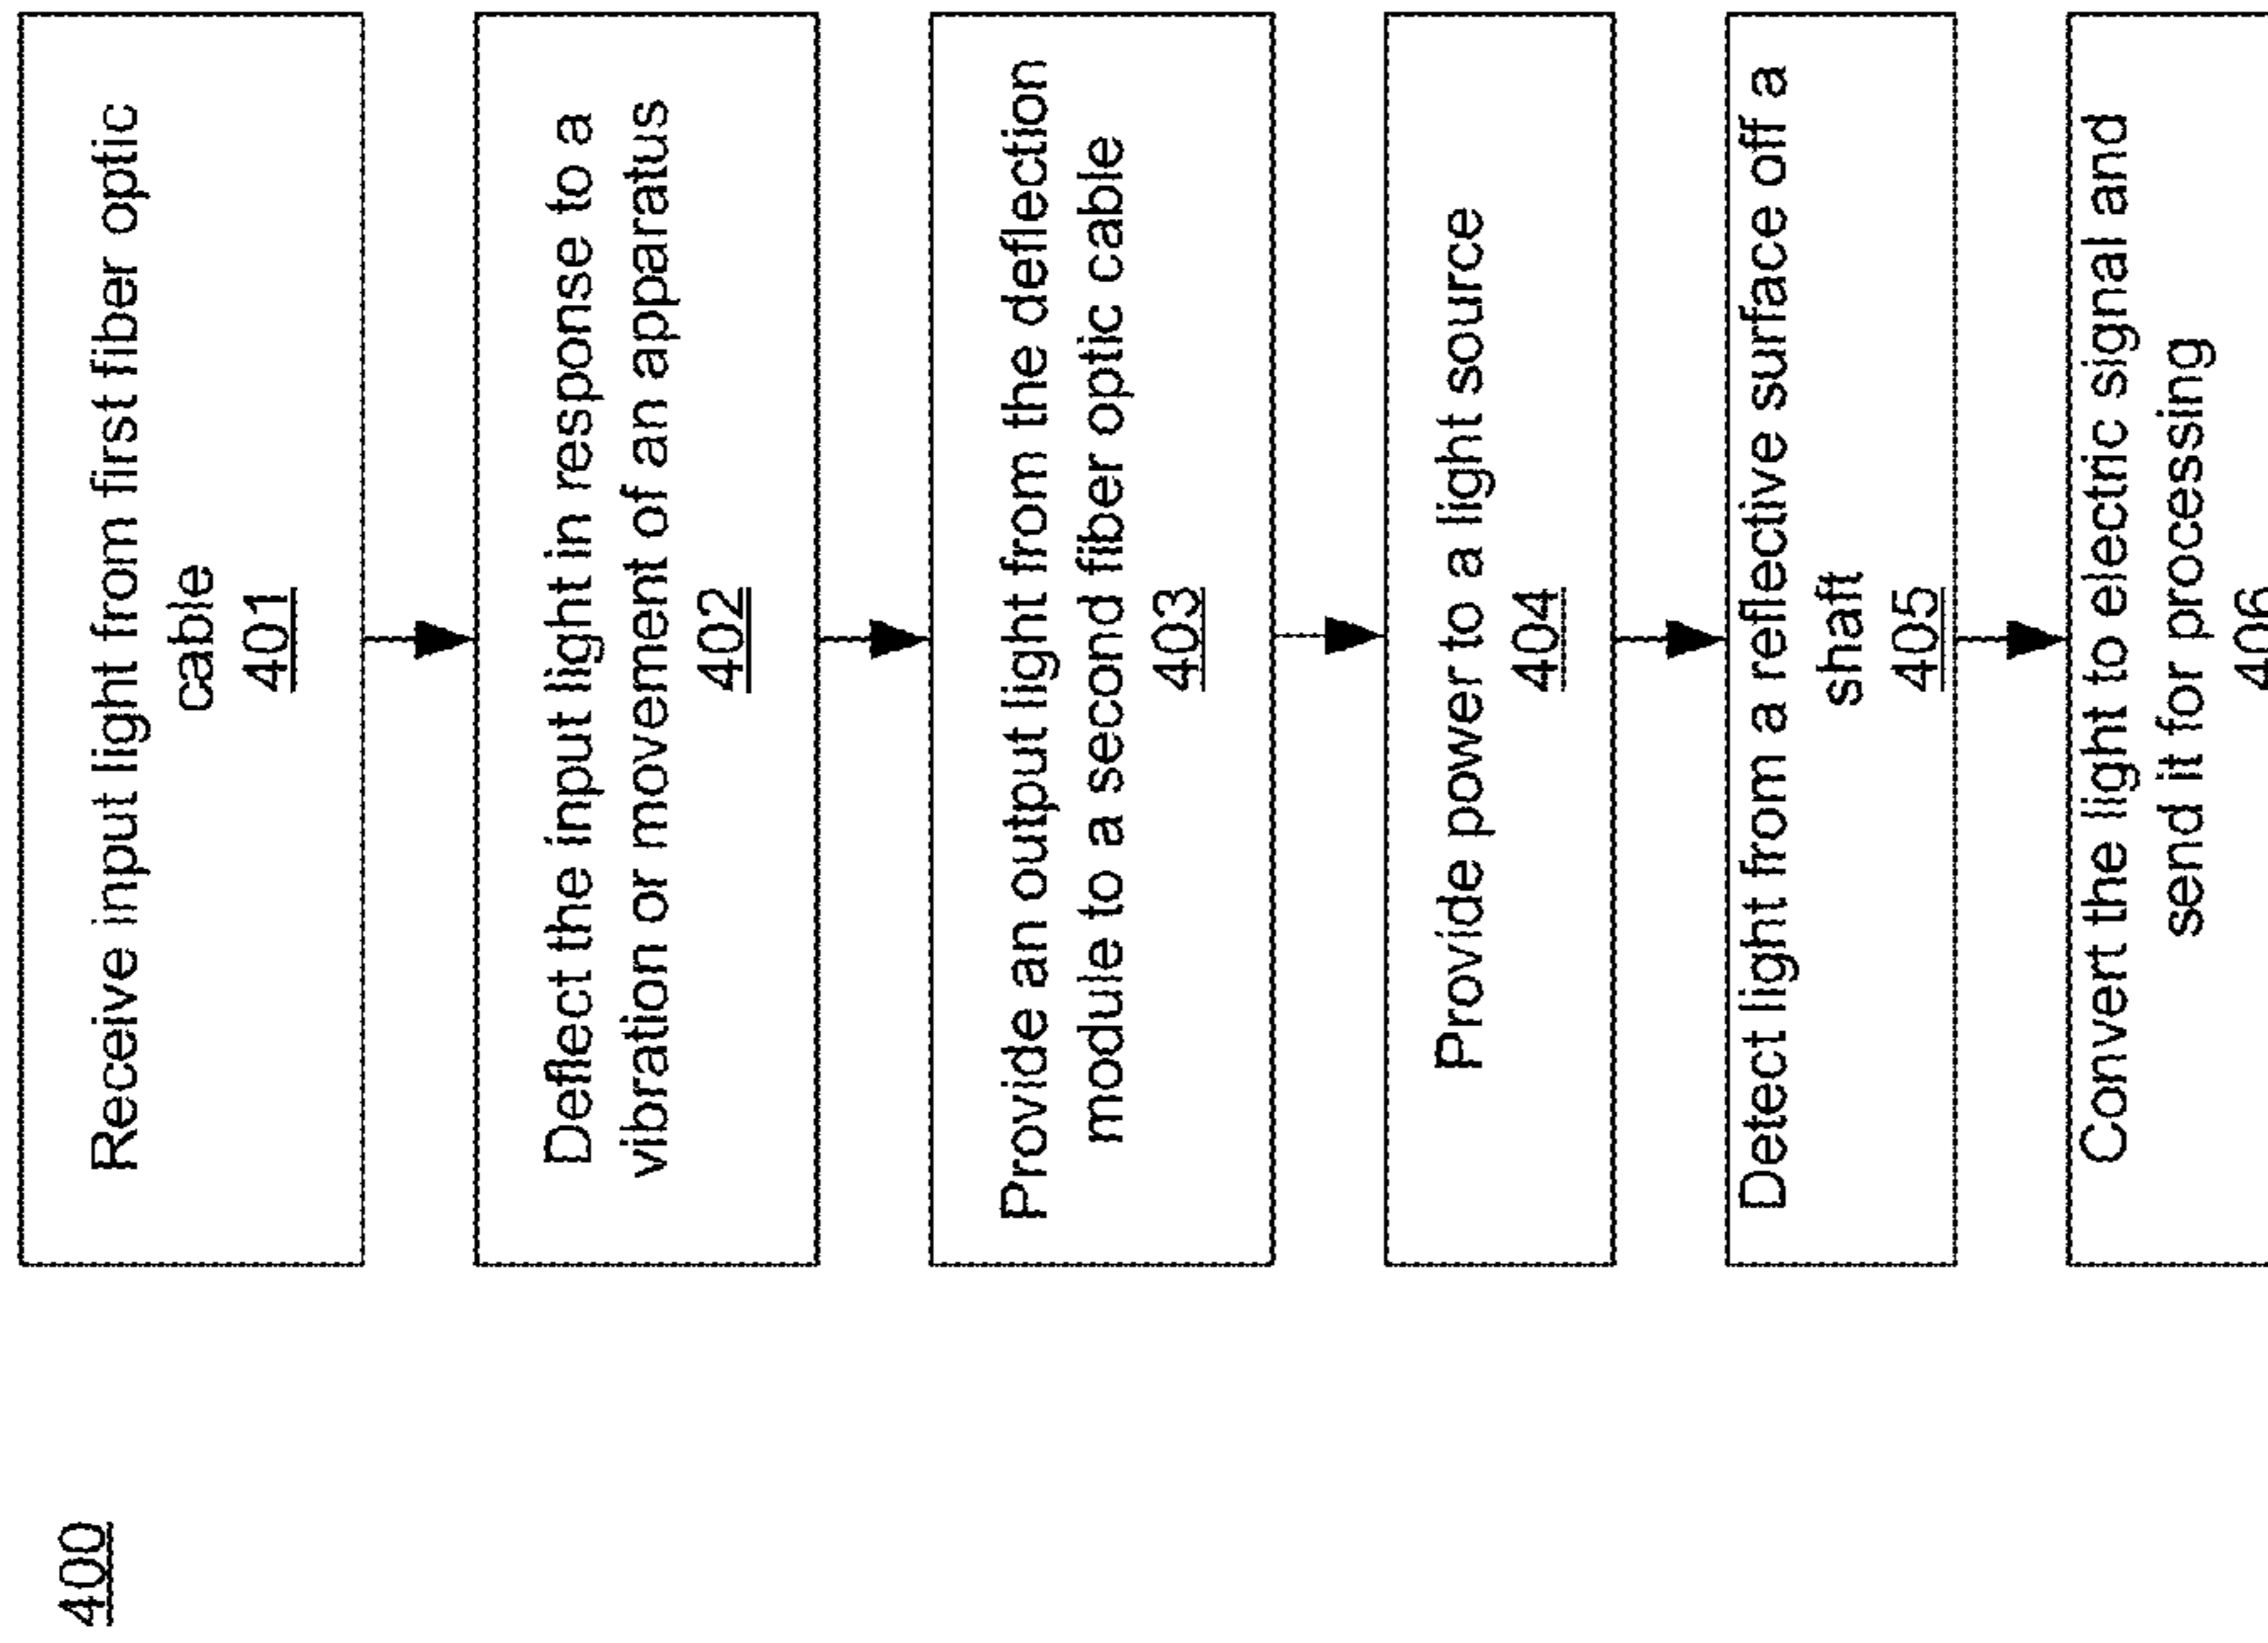 400
Receive input light from first fiber optic
cable
401
Deflect the input light in response to a
vibration or movement of an apparatus
402
Provide an output light from the deflection
module to a second fiber optic cable
403
Provide power to a light source
404
Detect light from a reflective surface off a
shaft
405
Convert the light to electric signal and
send it for processing
406